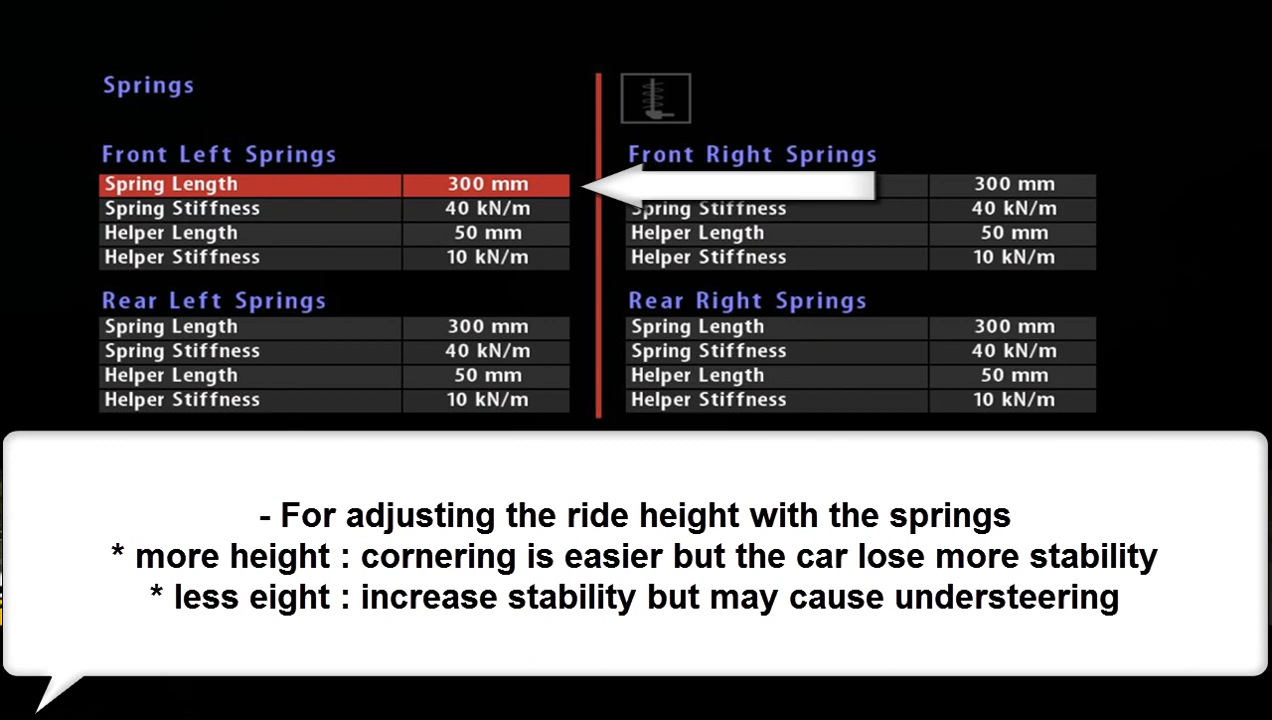 Springs
Front Left Springs
Spring Length 300 mm
Spring Stiffness 40 kN/m
Helper Length 50 mm
Helper Stiffness 10 kN/m
Rear Left Springs
Spring Length 300 mm
Spring Stiffness 40 kN/m
Helper Length 50 mm
Helper Stiffness 10 kN/m
Front Right Springs
300 mm
Spring Stiffness 40 kN/m
Helper Length 50 mm
Helper Stiffness 10 kN/m
Rear Right Springs
Spring Length 300 mm
Spring Stiffness 40 kN/m
Helper Length 50 mm
Helper Stiffness 10 kN/m
- For adjusting the ride height with the springs
* more height : cornering is easier but the car lose more stability
* less eight : increase stability but may cause understeering